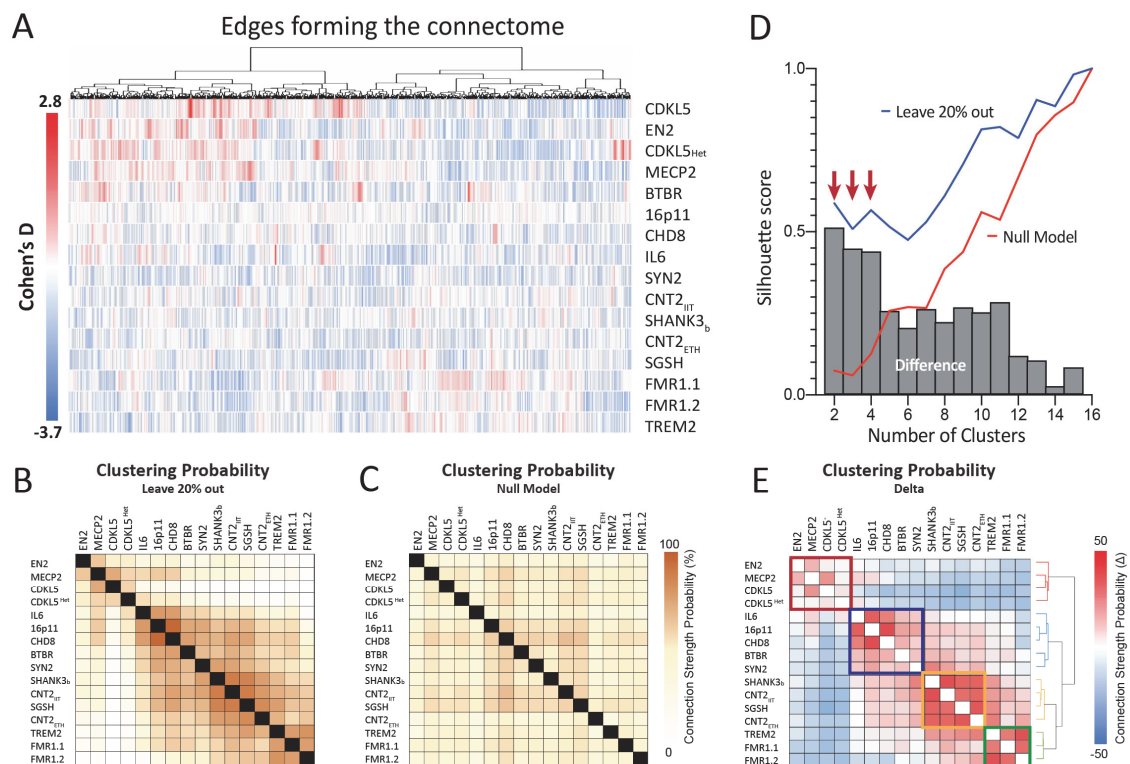 A
Edges forming the connectome
2.8
Cohen's D
-3.7
CDKL5
EN2
CDKL5Het
MECP2
BTBR
16p11
CHD8
IL6
SYN2
CNT2IIT
SHANK3b
CNT2ETH
SGSH
FMR1.1
FMR1.2
TREM2
D
1.0
0.5
0.0
Silhouette score
Leave 20% out
Null Model
Difference
2 4 6 8 10 12 14 16
Number of Clusters
B
Clustering Probability
Leave 20% out
EN2 MECP2 CDKL5 CDKL5Het IL6 16p11 CHD8 BTBR SYN2 SHANK3b CNT2IIT SGSH CNT2ETH TREM2 FMR1.1 FMR1.2
EN2
MECP2
CDKL5
CDKL5Het
IL6
16p11
CHD8
BTBR
SYN2
SHANK3b
CNT2IIT
SGSH
CNT2ETH
TREM2
FMR1.1
FMR1.2
C
Clustering Probability
Null Model
EN2 MECP2 CDKL5 CDKL5Het IL6 16p11 CHD8 BTBR SYN2 SHANK3b CNT2IIT SGSH CNT2ETH TREM2 FMR1.1 FMR1.2
EN2
MECP2
CDKL5
CDKL5Het
IL6
16p11
CHD8
BTBR
SYN2
SHANK3b
CNT2IIT
SGSH
CNT2ETH
TREM2
FMR1.1
FMR1.2
100
Connection Strength Probability (%)
0
E
Clustering Probability
Delta
EN2 MECP2 CDKL5 CDKL5Het IL6 16p11 CHD8 BTBR SYN2 SHANK3b CNT2IIT SGSH CNT2ETH TREM2 FMR1.1 FMR1.2
EN2
MECP2
CDKL5
CDKL5Het
IL6
16p11
CHD8
BTBR
SYN2
SHANK3b
CNT2IIT
SGSH
CNT2ETH
TREM2
FMR1.1
FMR1.2
50
Connection Strength Probability (Δ)
-50